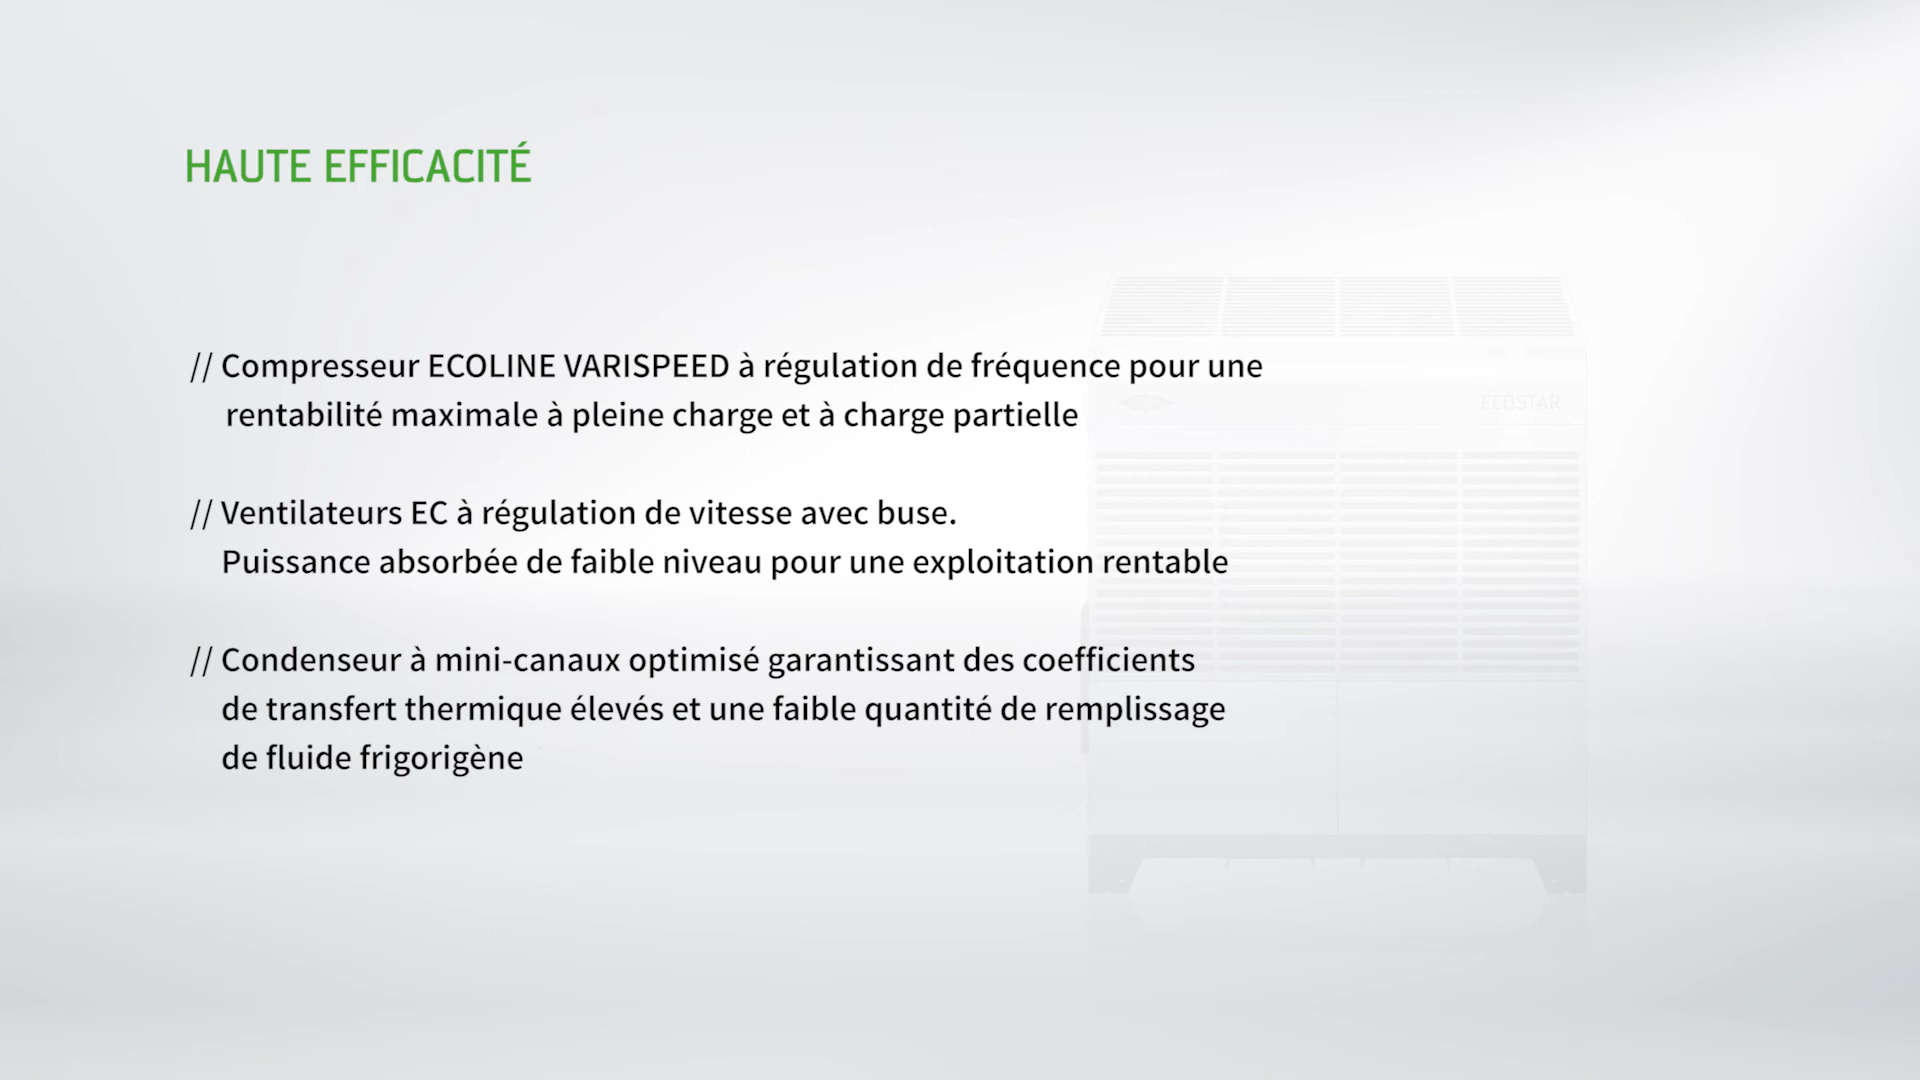 HAUTE EFFICACITÉ
// Compresseur ECOLINE VARISPEED à régulation de fréquence pour une
rentabilité maximale à pleine charge et à charge partielle
ECOSTAR
// Ventilateurs EC à régulation de vitesse avec buse.
Puissance absorbée de faible niveau pour une exploitation rentable
// Condenseur à mini-canaux optimisé garantissant des coefficients
de transfert thermique élevés et une faible quantité de remplissage
de fluide frigorigène